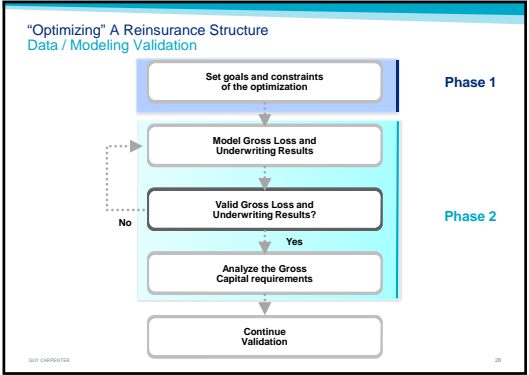 “Optimizing” A Reinsurance Structure
Data / Modeling Validation
Set goals and constraints
of the optimization
Phase 1
Model Gross Loss and
Underwriting Results
Valid Gross Loss and
Underwriting Results?
No
Phase 2
Yes
Analyze the Gross
Capital requirements
Continue
Validation
GUY CARPENTER
28